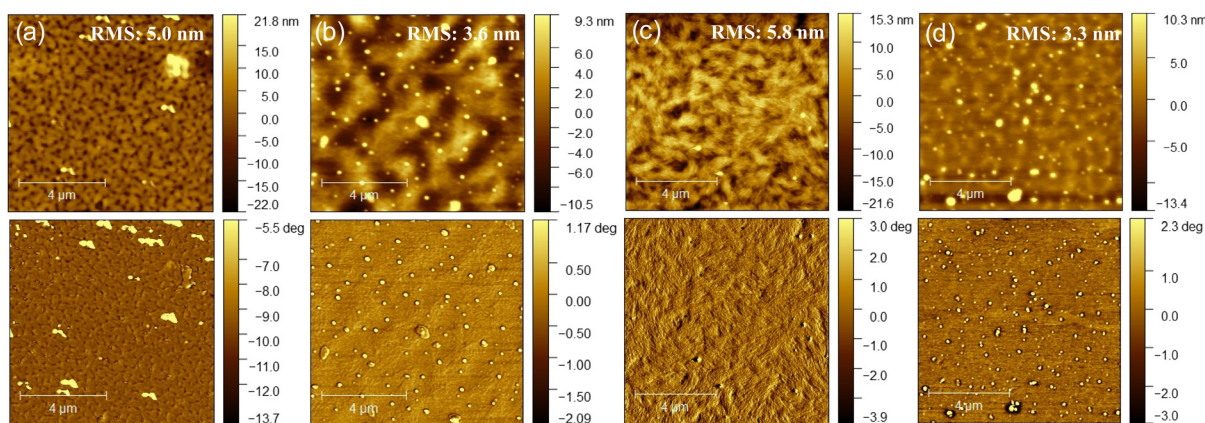 (a) RMS: 5.0 nm
21.8 nm
15.0
10.0
5.0
0.0
−5.0
−10.0
−15.0
−22.0
4 µm
(b) RMS: 3.6 nm
9.3 nm
6.0
4.0
2.0
0.0
−2.0
−4.0
−6.0
−10.5
4 µm
(c) RMS: 5.8 nm
15.3 nm
10.0
5.0
0.0
−5.0
−10.0
−15.0
−21.6
4 µm
(d) RMS: 3.3 nm
10.3 nm
5.0
0.0
−5.0
−13.4
4 µm
−5.5 deg
−7.0
−8.0
−9.0
−10.0
−11.0
−12.0
−13.7
4 µm
1.17 deg
0.50
0.00
−0.50
−1.00
−2.09
4 µm
3.0 deg
2.0
1.0
0.0
−1.0
−2.0
−3.9
4 µm
2.3 deg
1.0
0.0
−1.0
−2.0
−3.0
4 µm